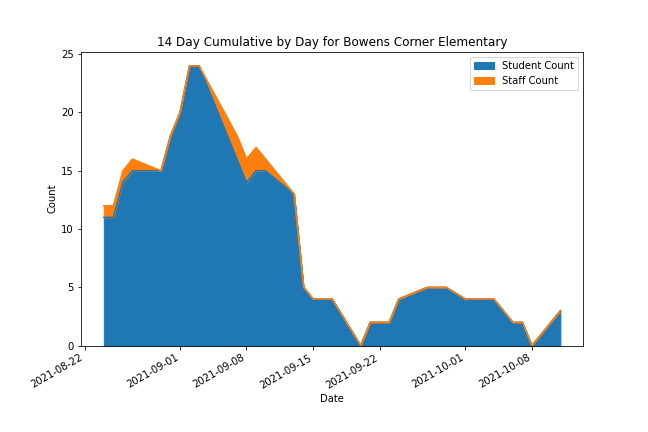 14 Day Cumulative by Day for Bowens Corner Elementary
Student Count
Staff Count
25
20
15
10
5
0
Count
2021-08-22
2021-09-01
2021-09-08
2021-09-15
2021-09-22
2021-10-01
2021-10-08
Date